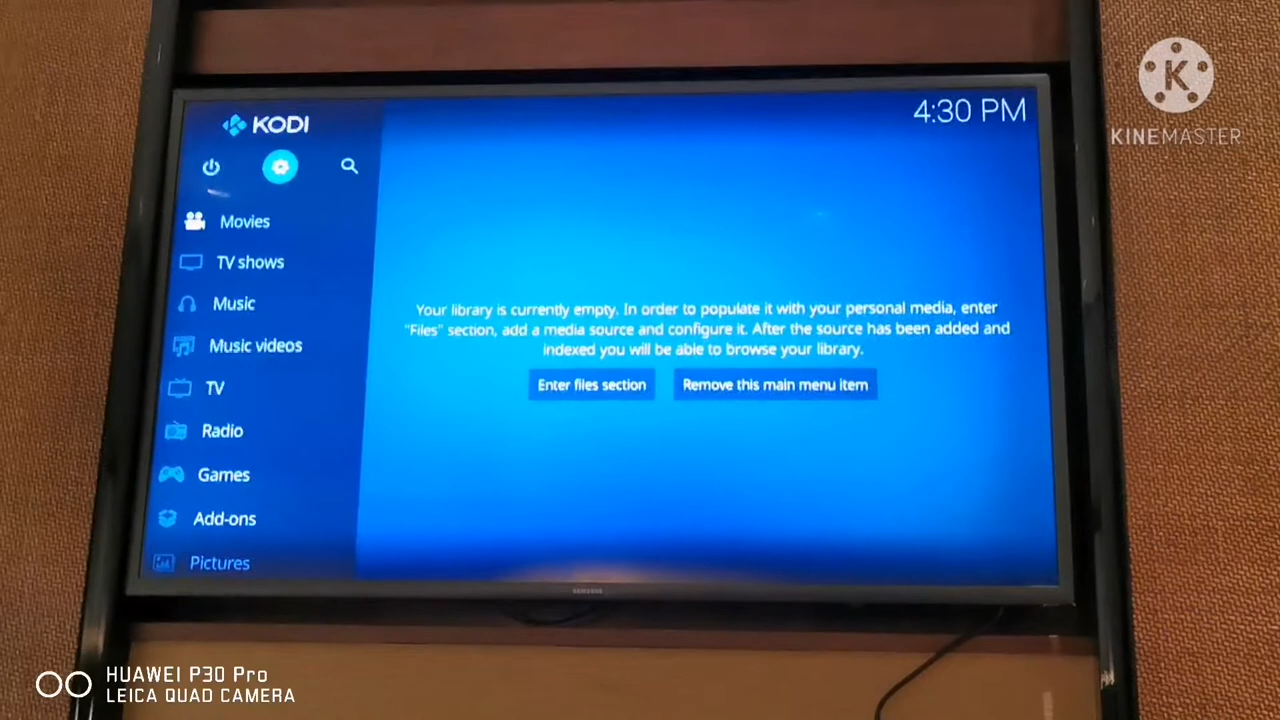 KODI
4:30 PM
K
KINEMASTER
Movies
TV shows
Music
Music videos
TV
Radio
Games
Add-ons
Pictures
Your library is currently empty. In order to populate it with your personal media, enter
"Files" section, add a media source and configure it. After the source has been added and
indexed you will be able to browse your library.
Enter files section
Remove this main menu item
SAMSUNG
HUAWEI P30 Pro
LEICA QUAD CAMERA